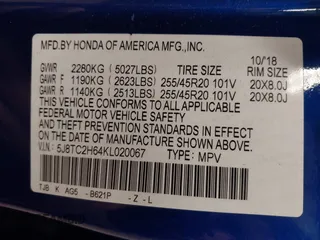 MFD.BY HONDA OF AMERICA MFG.,INC.
10/18
GVWR 2280KG (5027LBS) TIRE SIZE RIM SIZE
GAWR F 1190KG (2623LBS) 255/45R20 101V 20X8.0J
GAWR R 1140KG (2513LBS) 255/45R20 101V 20X8.0J
THIS VEHICLE CONFORMS TO ALL APPLICABLE
FEDERAL MOTOR VEHICLE SAFETY
AND THEFT PREVENTION STANDARDS IN EFFECT
ON THE DATE OF MANUFACTURE SHOWN ABOVE.
V.I.N: 5J8TC2H64KL020067 TYPE: MPV
TJB K AG5 - B621P - Z - L